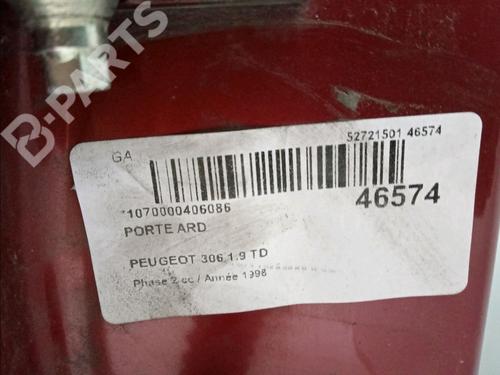 B-PARTS
GA
52721501 46574
*1070000406086
46574
PORTE ARD
PEUGEOT 306 1.9 TD
Phase 2 cc / Année 1998